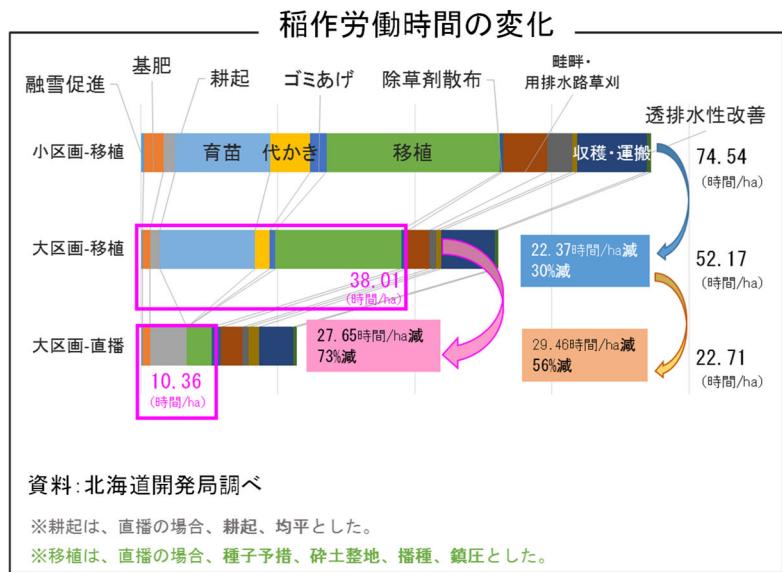 稲作労働時間の変化
融雪促進
基肥
耕起
ゴミあげ
除草剤散布
畦畔・
用排水路草刈
透排水性改善
小区画-移植
育苗
代かき
移植
収穫・運搬
74.54
(時間/ha)
大区画-移植
38.01
(時間/ha)
22.37時間/ha減
30%減
52.17
(時間/ha)
大区画-直播
10.36
(時間/ha)
27.65時間/ha減
73%減
29.46時間/ha減
56%減
22.71
(時間/ha)
資料:北海道開発局調べ
※耕起は、直播の場合、耕起、均平とした。
※移植は、直播の場合、種子予措、砕土整地、播種、鎮圧とした。